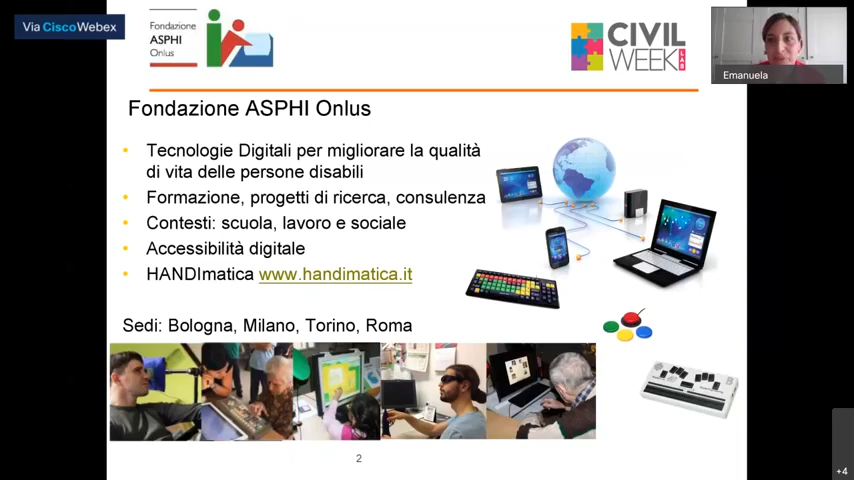 Via CiscoWebex
Fondazione
ASPHI
Onlus
CIVIL
WEEK
LAB
Emanuela
Fondazione ASPHI Onlus
• Tecnologie Digitali per migliorare la qualità
di vita delle persone disabili
• Formazione, progetti di ricerca, consulenza
• Contesti: scuola, lavoro e sociale
• Accessibilità digitale
• HANDImatica www.handimatica.it
Sedi: Bologna, Milano, Torino, Roma
2
+4